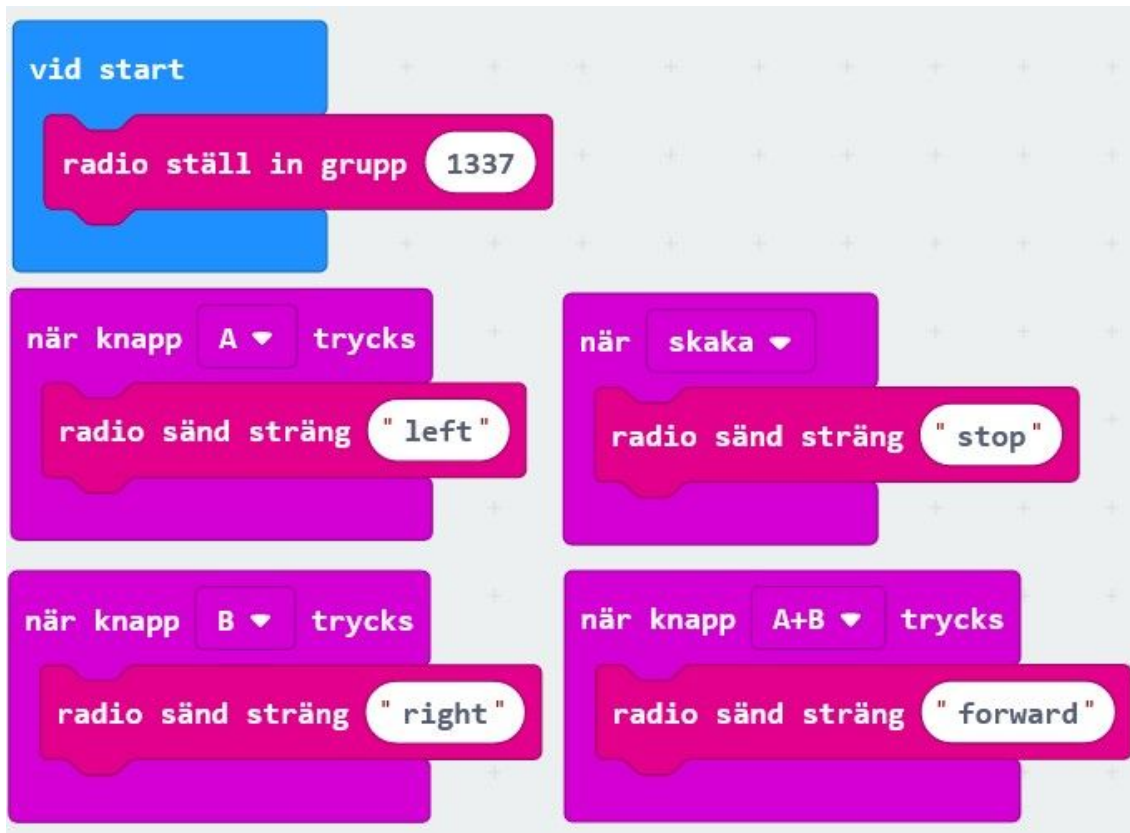 vid start
radio ställ in grupp 1337
när knapp A trycks
radio sänd sträng "left"
när skaka
radio sänd sträng "stop"
när knapp B trycks
radio sänd sträng "right"
när knapp A+B trycks
radio sänd sträng "forward"